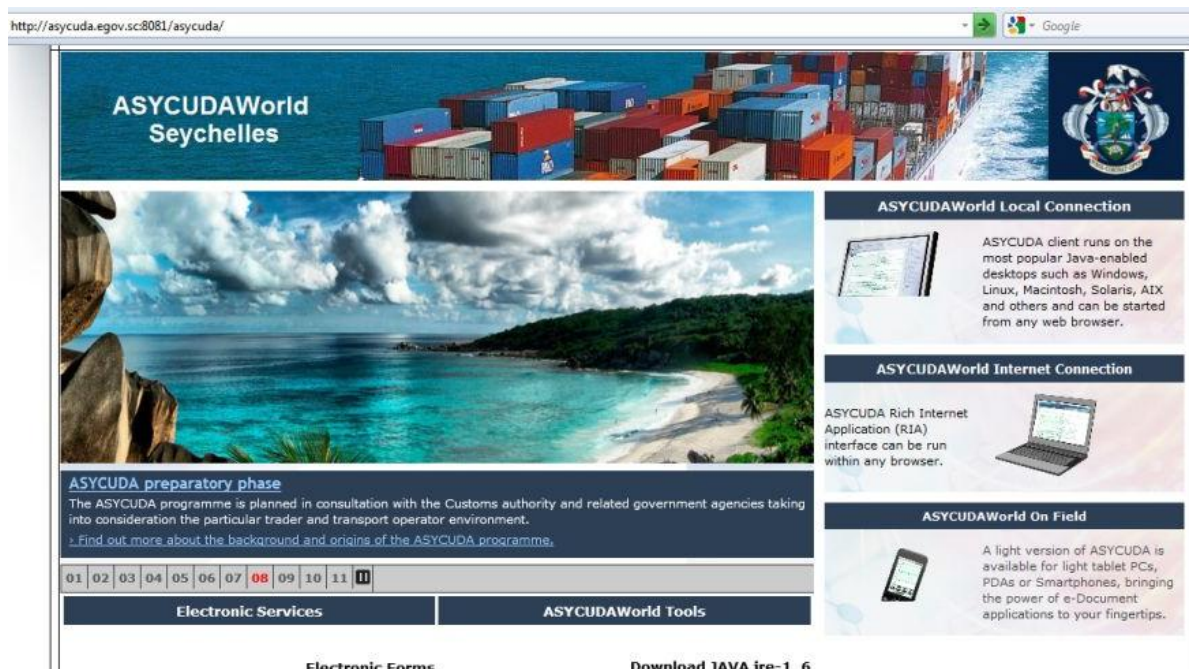 http://asycuda.egov.sc:8081/asycuda/
Google
ASYCUDAWorld
Seychelles
ASYCUDA preparatory phase
The ASYCUDA programme is planned in consultation with the Customs authority and related government agencies taking
into consideration the particular trader and transport operator environment.
› Find out more about the background and origins of the ASYCUDA programme.
01 02 03 04 05 06 07 08 09 10 11
Electronic Services
ASYCUDAWorld Tools
Electronic Forms
Download JAVA jre-1_6
ASYCUDAWorld Local Connection
ASYCUDA client runs on the
most popular Java-enabled
desktops such as Windows,
Linux, Macintosh, Solaris, AIX
and others and can be started
from any web browser.
ASYCUDAWorld Internet Connection
ASYCUDA Rich Internet
Application (RIA)
interface can be run
within any browser.
ASYCUDAWorld On Field
A light version of ASYCUDA is
available for light tablet PCs,
PDAs or Smartphones, bringing
the power of e-Document
applications to your fingertips.